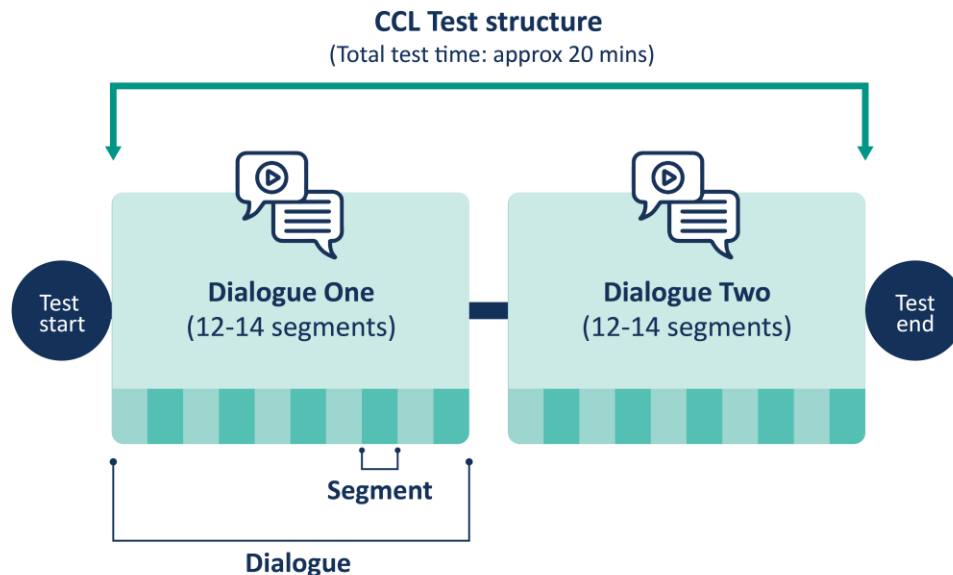 CCL Test structure
(Total test time: approx 20 mins)
Test
start
Dialogue One
(12-14 segments)
Dialogue Two
(12-14 segments)
Test
end
Segment
Dialogue